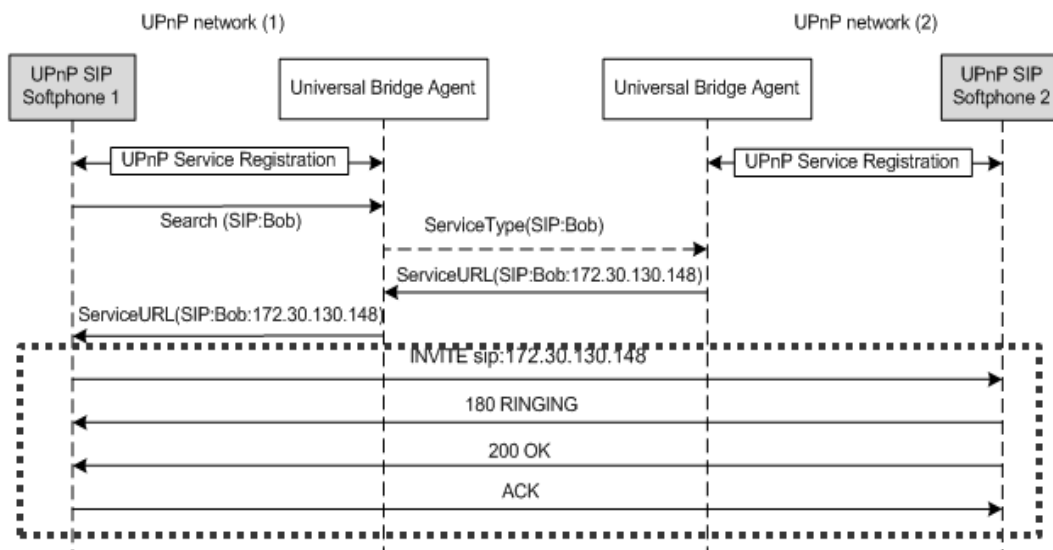 UPnP network (1)
UPnP network (2)
UPnP SIP
Softphone 1
Universal Bridge Agent
Universal Bridge Agent
UPnP SIP
Softphone 2
UPnP Service Registration
UPnP Service Registration
Search (SIP:Bob)
ServiceType(SIP:Bob)
ServiceURL(SIP:Bob:172.30.130.148)
ServiceURL(SIP:Bob:172.30.130.148)
INVITE sip:172.30.130.148
180 RINGING
200 OK
ACK